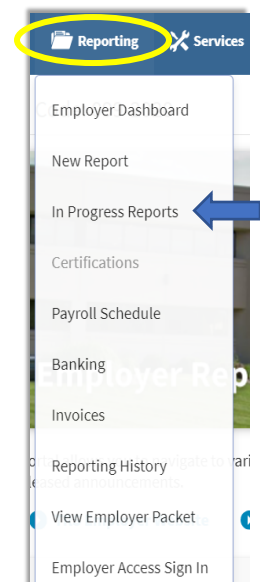 Reporting Services
Employer Dashboard
New Report
In Progress Reports
Certifications
Payroll Schedule
Banking
Employer Rep
Invoices
Reporting History
View Employer Packet
Employer Access Sign In